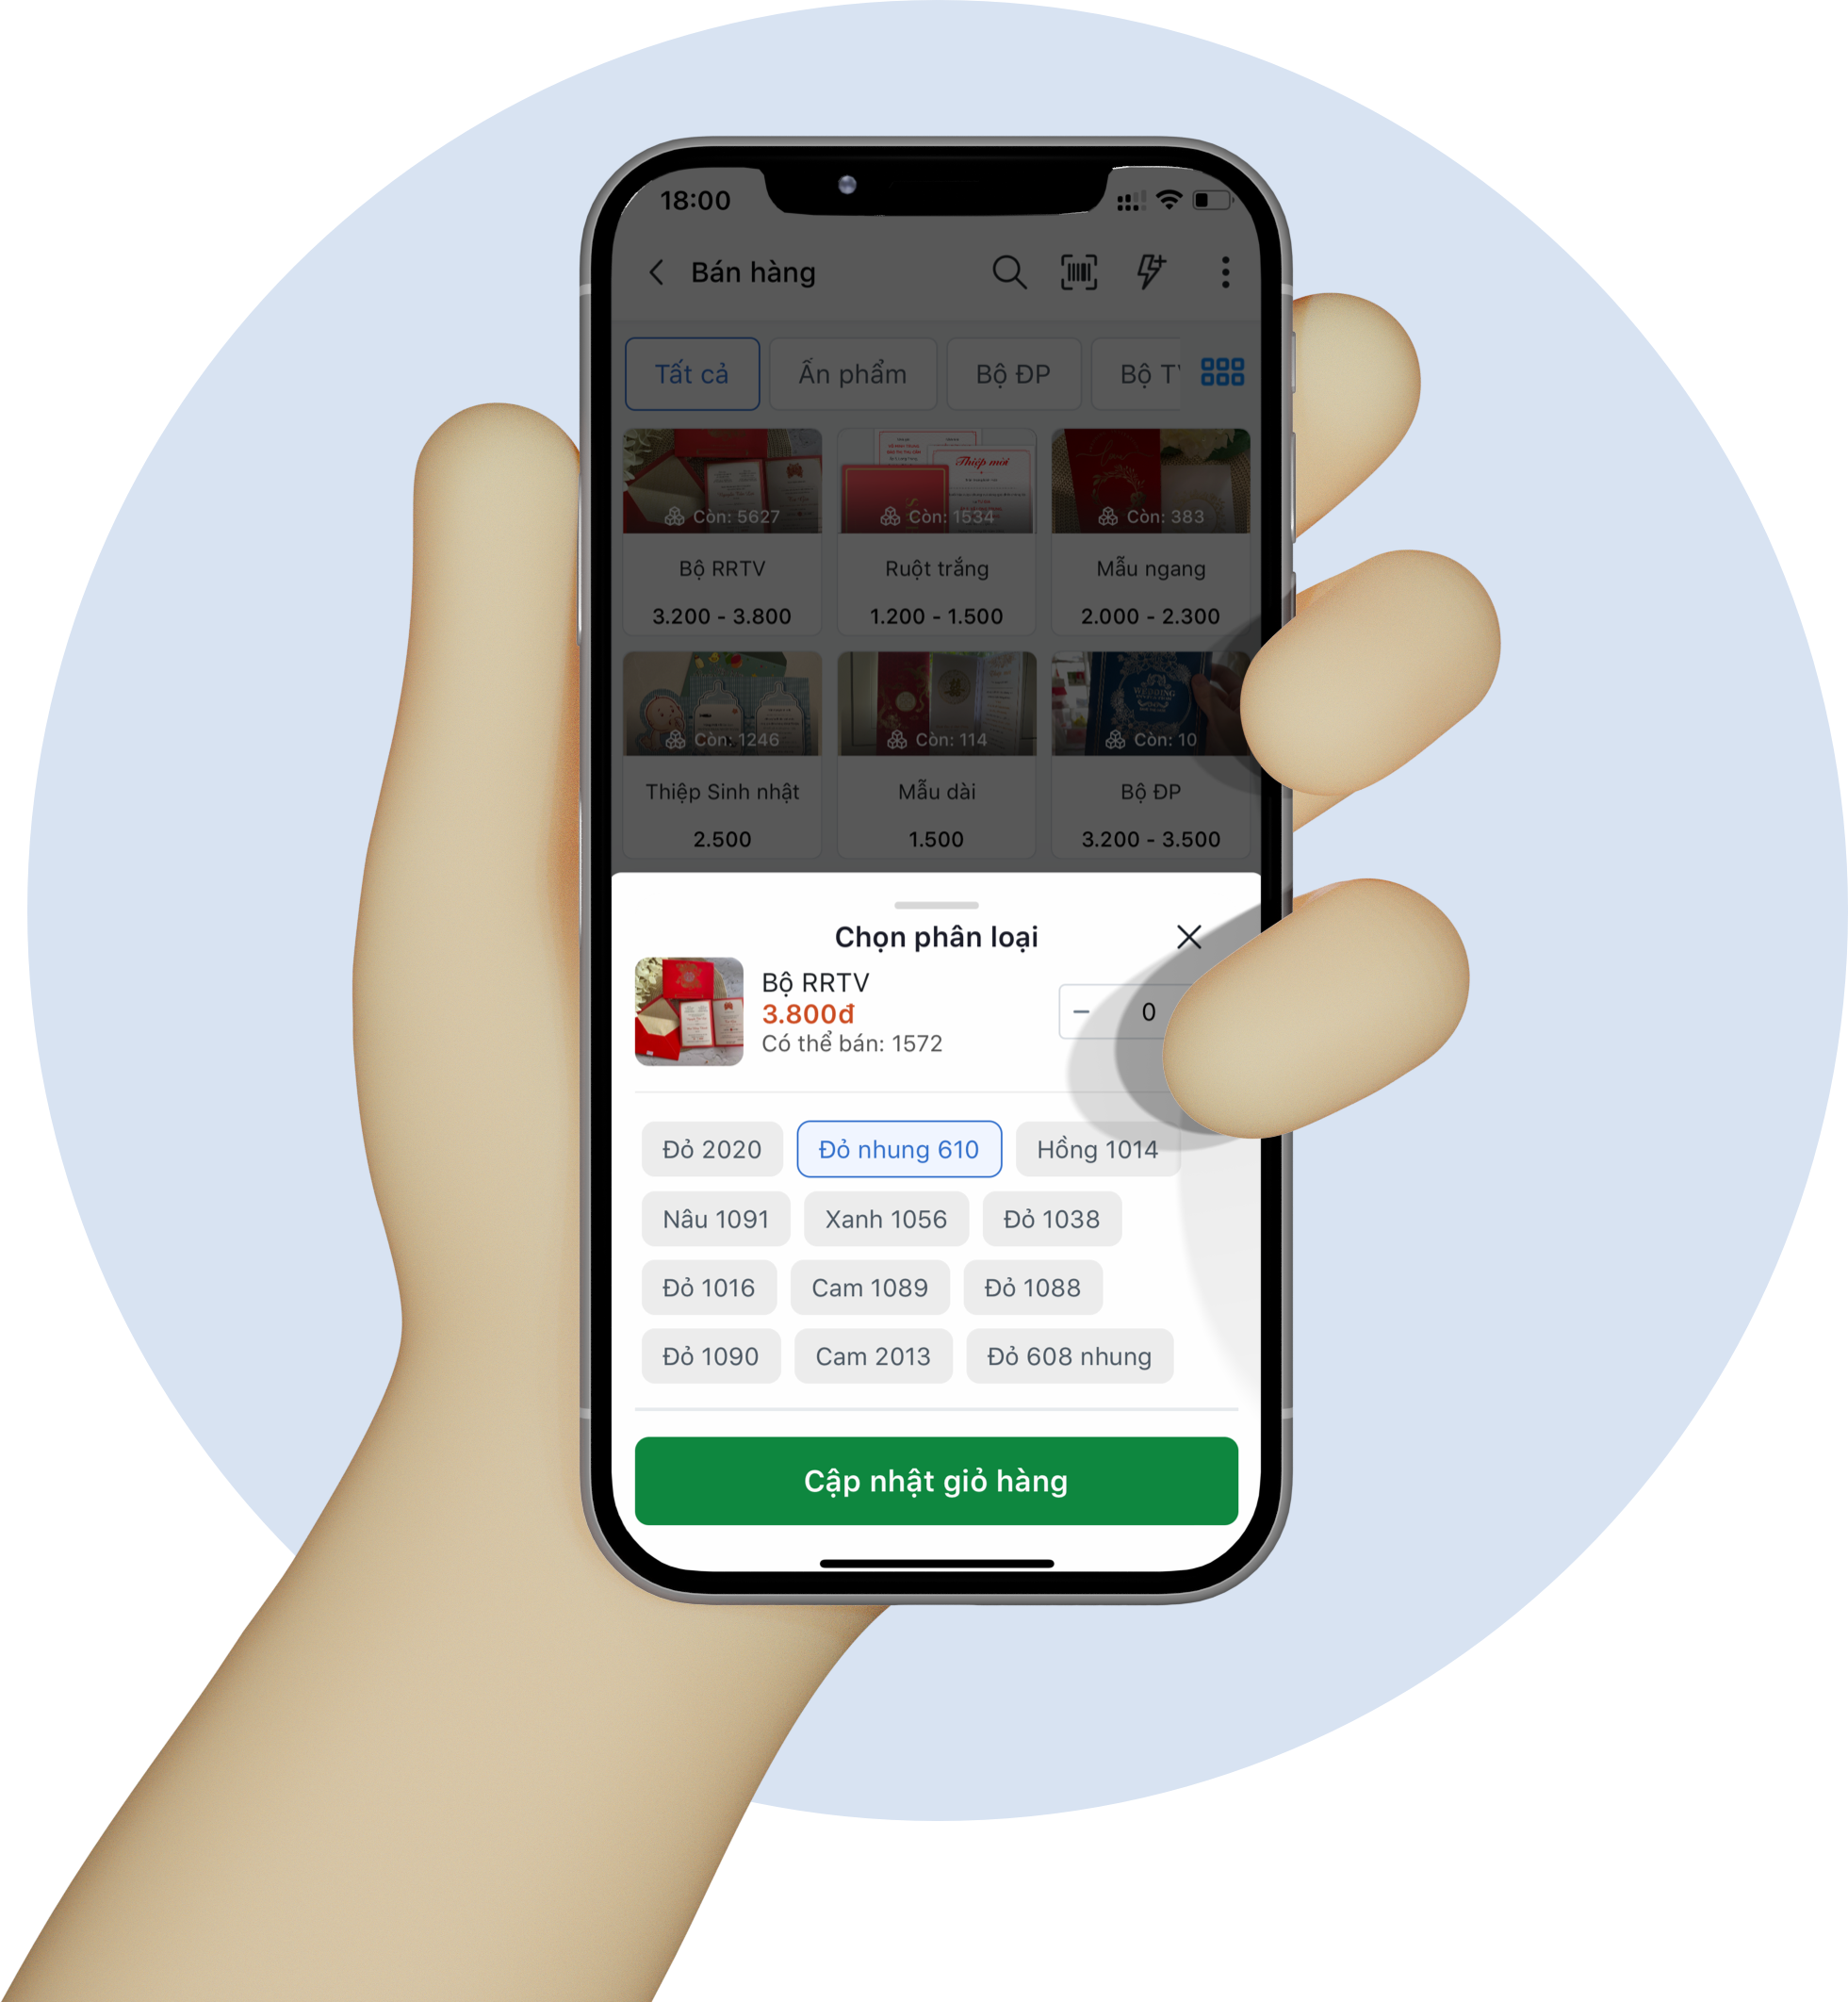 18:00
Bán hàng
Tất cả Ấn phẩm Bộ ĐP Bộ TV
Thiệp mời
Còn: 5627 Còn: 1534 Còn: 383
Bộ RRTV Ruột trắng Mẫu ngang
3.200 - 3.800 1.200 - 1.500 2.000 - 2.300
WEDDING
Còn: 1246 Còn: 114 Còn: 10
Thiệp Sinh nhật Mẫu dài Bộ ĐP
2.500 1.500 3.200 - 3.500
Chọn phân loại
Bộ RRTV
3.800đ
Có thể bán: 1572
0
Đỏ 2020 Đỏ nhung 610 Hồng 1014
Nâu 1091 Xanh 1056 Đỏ 1038
Đỏ 1016 Cam 1089 Đỏ 1088
Đỏ 1090 Cam 2013 Đỏ 608 nhung
Cập nhật giỏ hàng